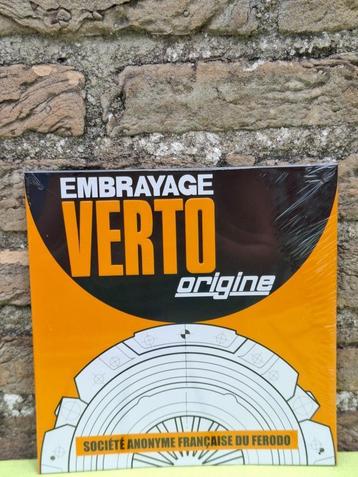 EMBRAYAGE
VERTO
origine
SOCIÉTÉ ANONYME FRANÇAISE DU FERODO